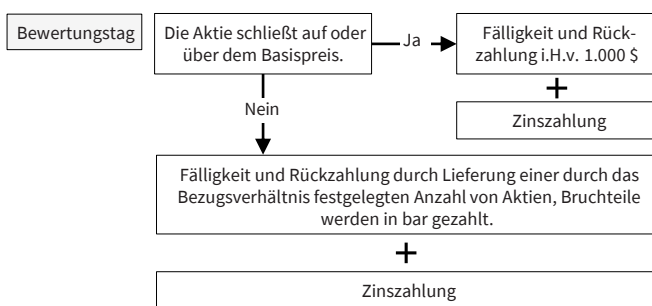 Bewertungstag
Die Aktie schließt auf oder
über dem Basispreis.
Ja
Fälligkeit und Rück-
zahlung i.H.v. 1.000 $
+
Zinszahlung
Nein
Fälligkeit und Rückzahlung durch Lieferung einer durch das
Bezugsverhältnis festgelegten Anzahl von Aktien, Bruchteile
werden in bar gezahlt.
+
Zinszahlung